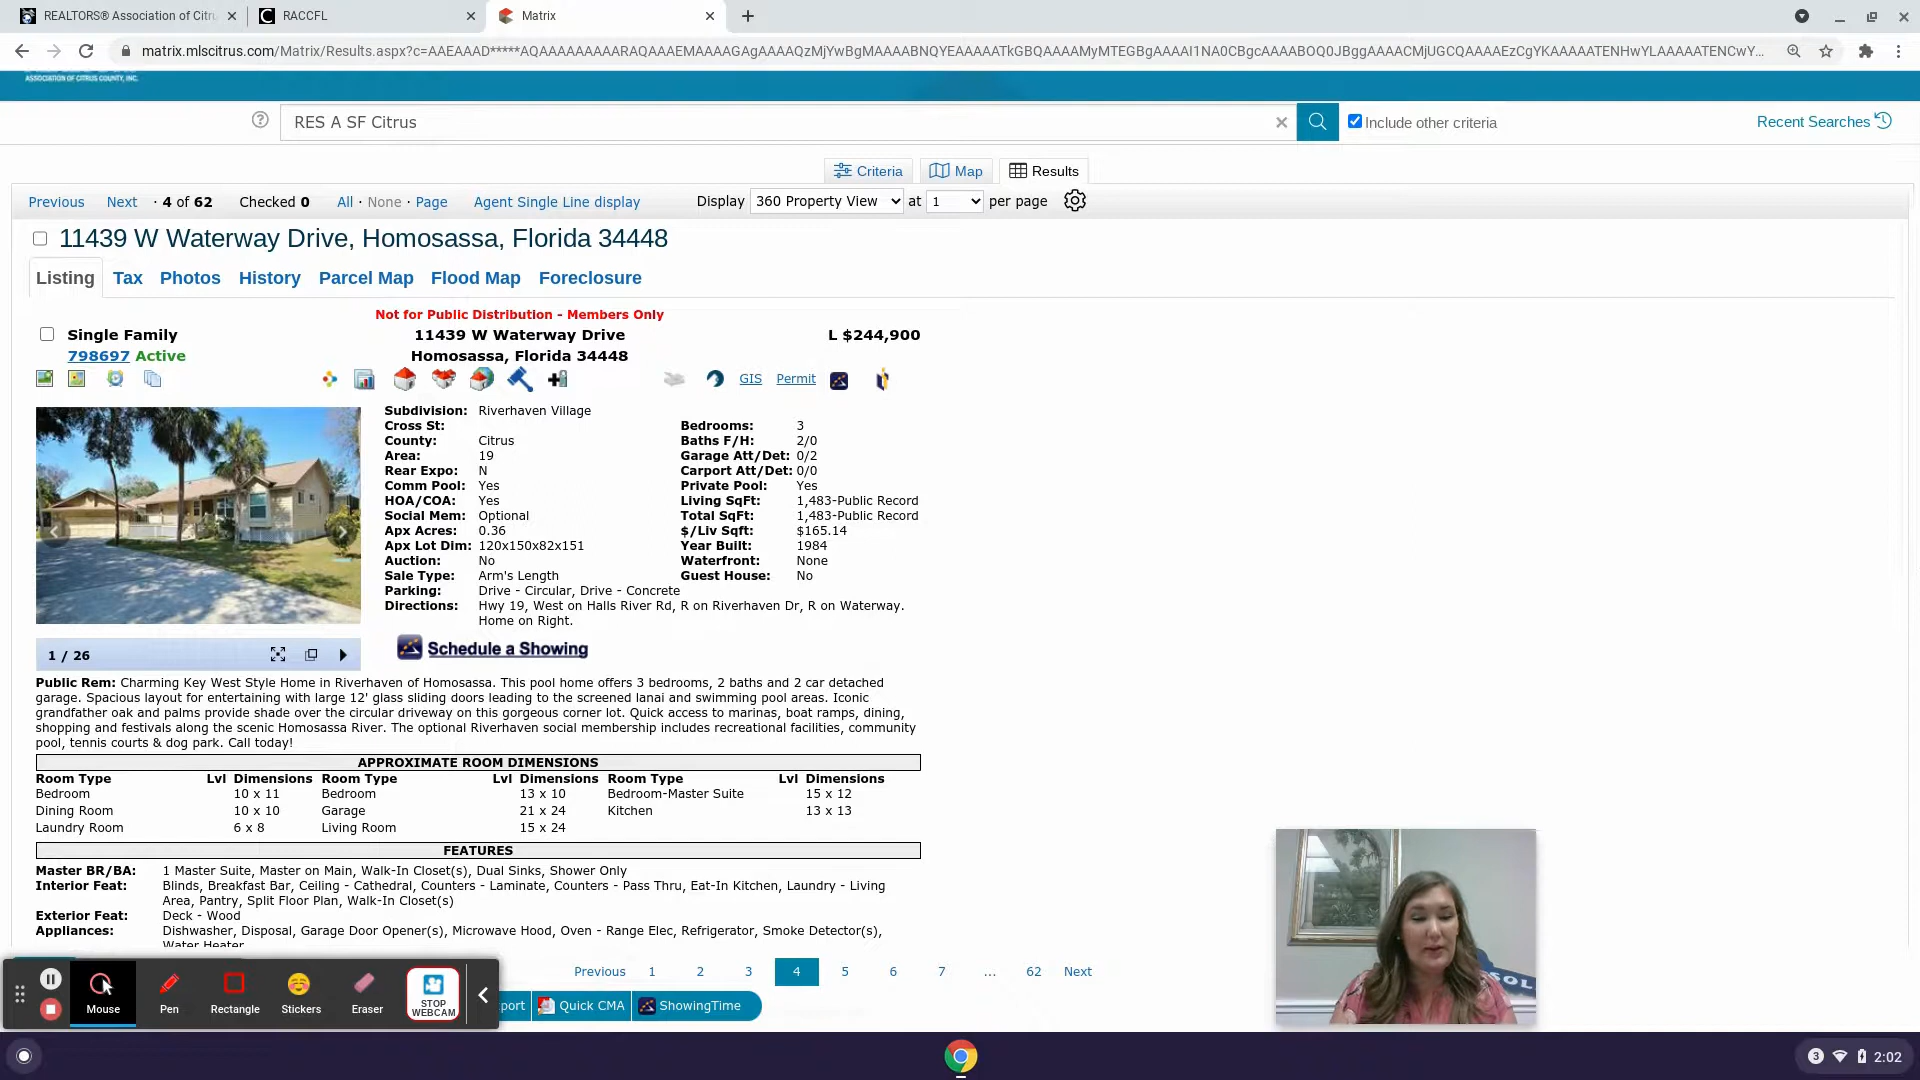 REALTORS® Association of Citru
RACCFL
Matrix
matrix.mlscitrus.com/Matrix/Results.aspx?c=AAEAAAD*****AQAAAAAAAAARAQAAAEMAAAAGAgAAAAQzMjYwBgMAAAABNQYEAAAAATkGBQAAAAMyMTEGBgAAAAI1NA0CBgcAAAABOQ0JBggAAAACMjUGCQAAAAEzCgYKAAAAATENHwYLAAAAATENCwY...
ASSOCIATION OF CITRUS COUNTY, INC.
RES A SF Citrus
Include other criteria
Recent Searches
Criteria
Map
Results
Previous Next · 4 of 62 Checked 0 All · None · Page Agent Single Line display Display 360 Property View at 1 per page
11439 W Waterway Drive, Homosassa, Florida 34448
Listing Tax Photos History Parcel Map Flood Map Foreclosure
Not for Public Distribution - Members Only
Single Family 11439 W Waterway Drive L $244,900
798697 Active Homosassa, Florida 34448
GIS Permit
Subdivision: Riverhaven Village
Cross St: Bedrooms: 3
County: Citrus Baths F/H: 2/0
Area: 19 Garage Att/Det: 0/2
Rear Expo: N Carport Att/Det: 0/0
Comm Pool: Yes Private Pool: Yes
HOA/COA: Yes Living SqFt: 1,483-Public Record
Social Mem: Optional Total SqFt: 1,483-Public Record
Apx Acres: 0.36 $/Liv Sqft: $165.14
Apx Lot Dim: 120x150x82x151 Year Built: 1984
Auction: No Waterfront: None
Sale Type: Arm's Length Guest House: No
Parking: Drive - Circular, Drive - Concrete
Directions: Hwy 19, West on Halls River Rd, R on Riverhaven Dr, R on Waterway.
Home on Right.
1 / 26
Schedule a Showing
Public Rem: Charming Key West Style Home in Riverhaven of Homosassa. This pool home offers 3 bedrooms, 2 baths and 2 car detached
garage. Spacious layout for entertaining with large 12' glass sliding doors leading to the screened lanai and swimming pool areas. Iconic
grandfather oak and palms provide shade over the circular driveway on this gorgeous corner lot. Quick access to marinas, boat ramps, dining,
shopping and festivals along the scenic Homosassa River. The optional Riverhaven social membership includes recreational facilities, community
pool, tennis courts & dog park. Call today!
APPROXIMATE ROOM DIMENSIONS
Room Type Lvl Dimensions Room Type Lvl Dimensions Room Type Lvl Dimensions
Bedroom 10 x 11 Bedroom 13 x 10 Bedroom-Master Suite 15 x 12
Dining Room 10 x 10 Garage 21 x 24 Kitchen 13 x 13
Laundry Room 6 x 8 Living Room 15 x 24
FEATURES
Master BR/BA: 1 Master Suite, Master on Main, Walk-In Closet(s), Dual Sinks, Shower Only
Interior Feat: Blinds, Breakfast Bar, Ceiling - Cathedral, Counters - Laminate, Counters - Pass Thru, Eat-In Kitchen, Laundry - Living
Area, Pantry, Split Floor Plan, Walk-In Closet(s)
Exterior Feat: Deck - Wood
Appliances: Dishwasher, Disposal, Garage Door Opener(s), Microwave Hood, Oven - Range Elec, Refrigerator, Smoke Detector(s),
Water Heater
Previous 1 2 3 4 5 6 7 ... 62 Next
port Quick CMA ShowingTime
Mouse Pen Rectangle Stickers Eraser STOP WEBCAM
SOL
3 2:02